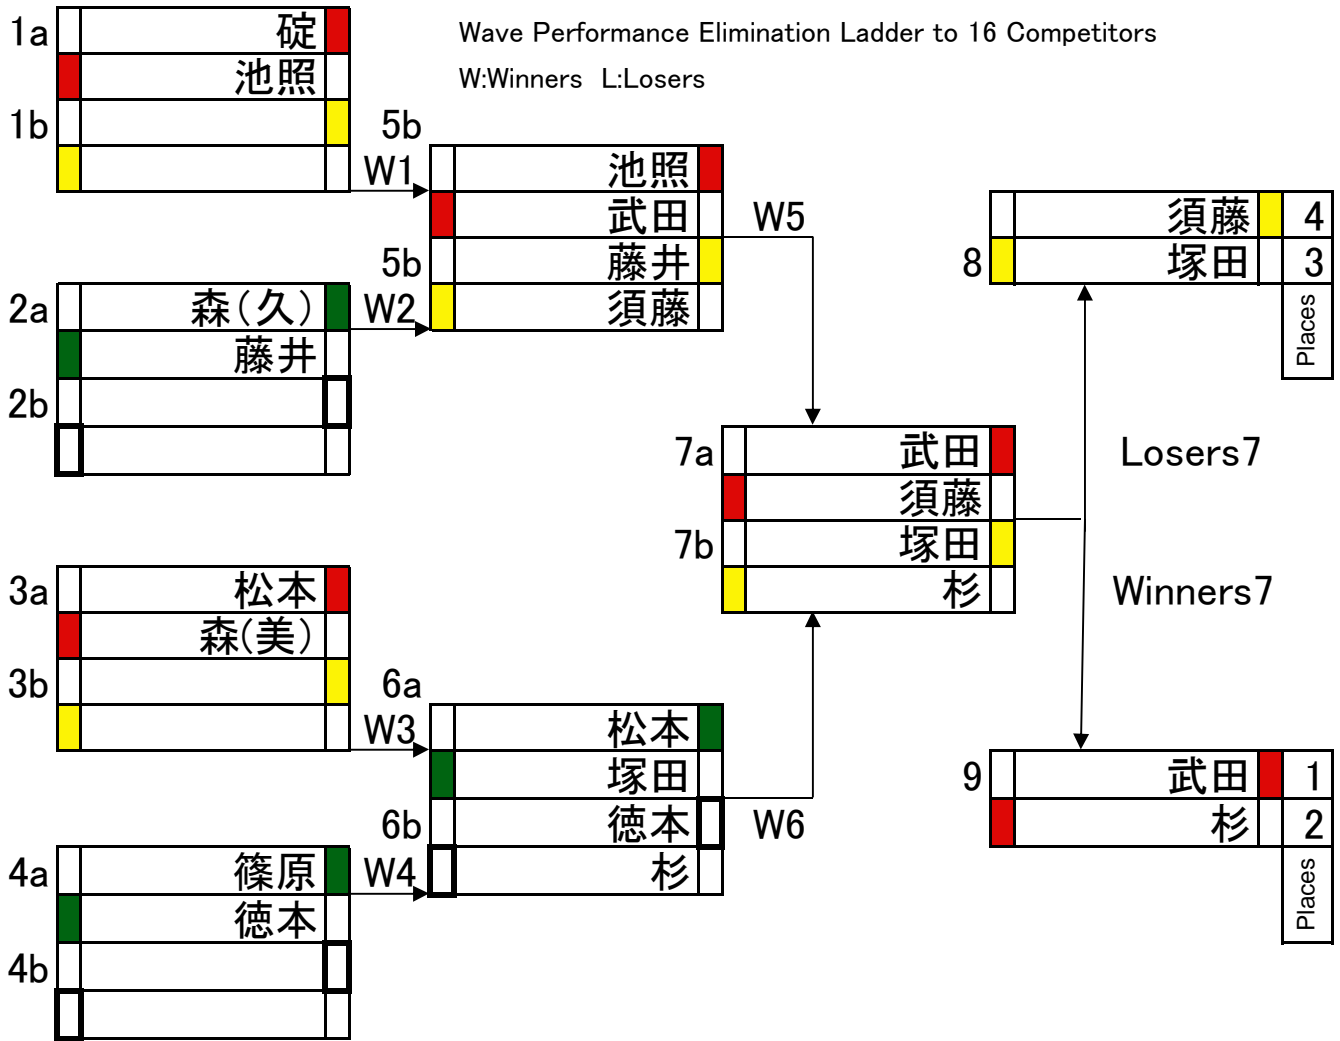 Wave Performance Elimination Ladder to 16 Competitors
W:Winners L:Losers
1a 碇
池照
1b
W1
2a 森(久)
藤井
2b
W2
3a 松本
森(美)
3b
W3
4a 篠原
徳本
4b
W4
5b
池照
武田
5b 藤井
須藤
W5
6a
松本
塚田
6b 徳本
杉
W6
7a 武田
須藤
7b 塚田
杉
Losers7
Winners7
須藤 4
8 塚田 3
Places
9 武田 1
杉 2
Places